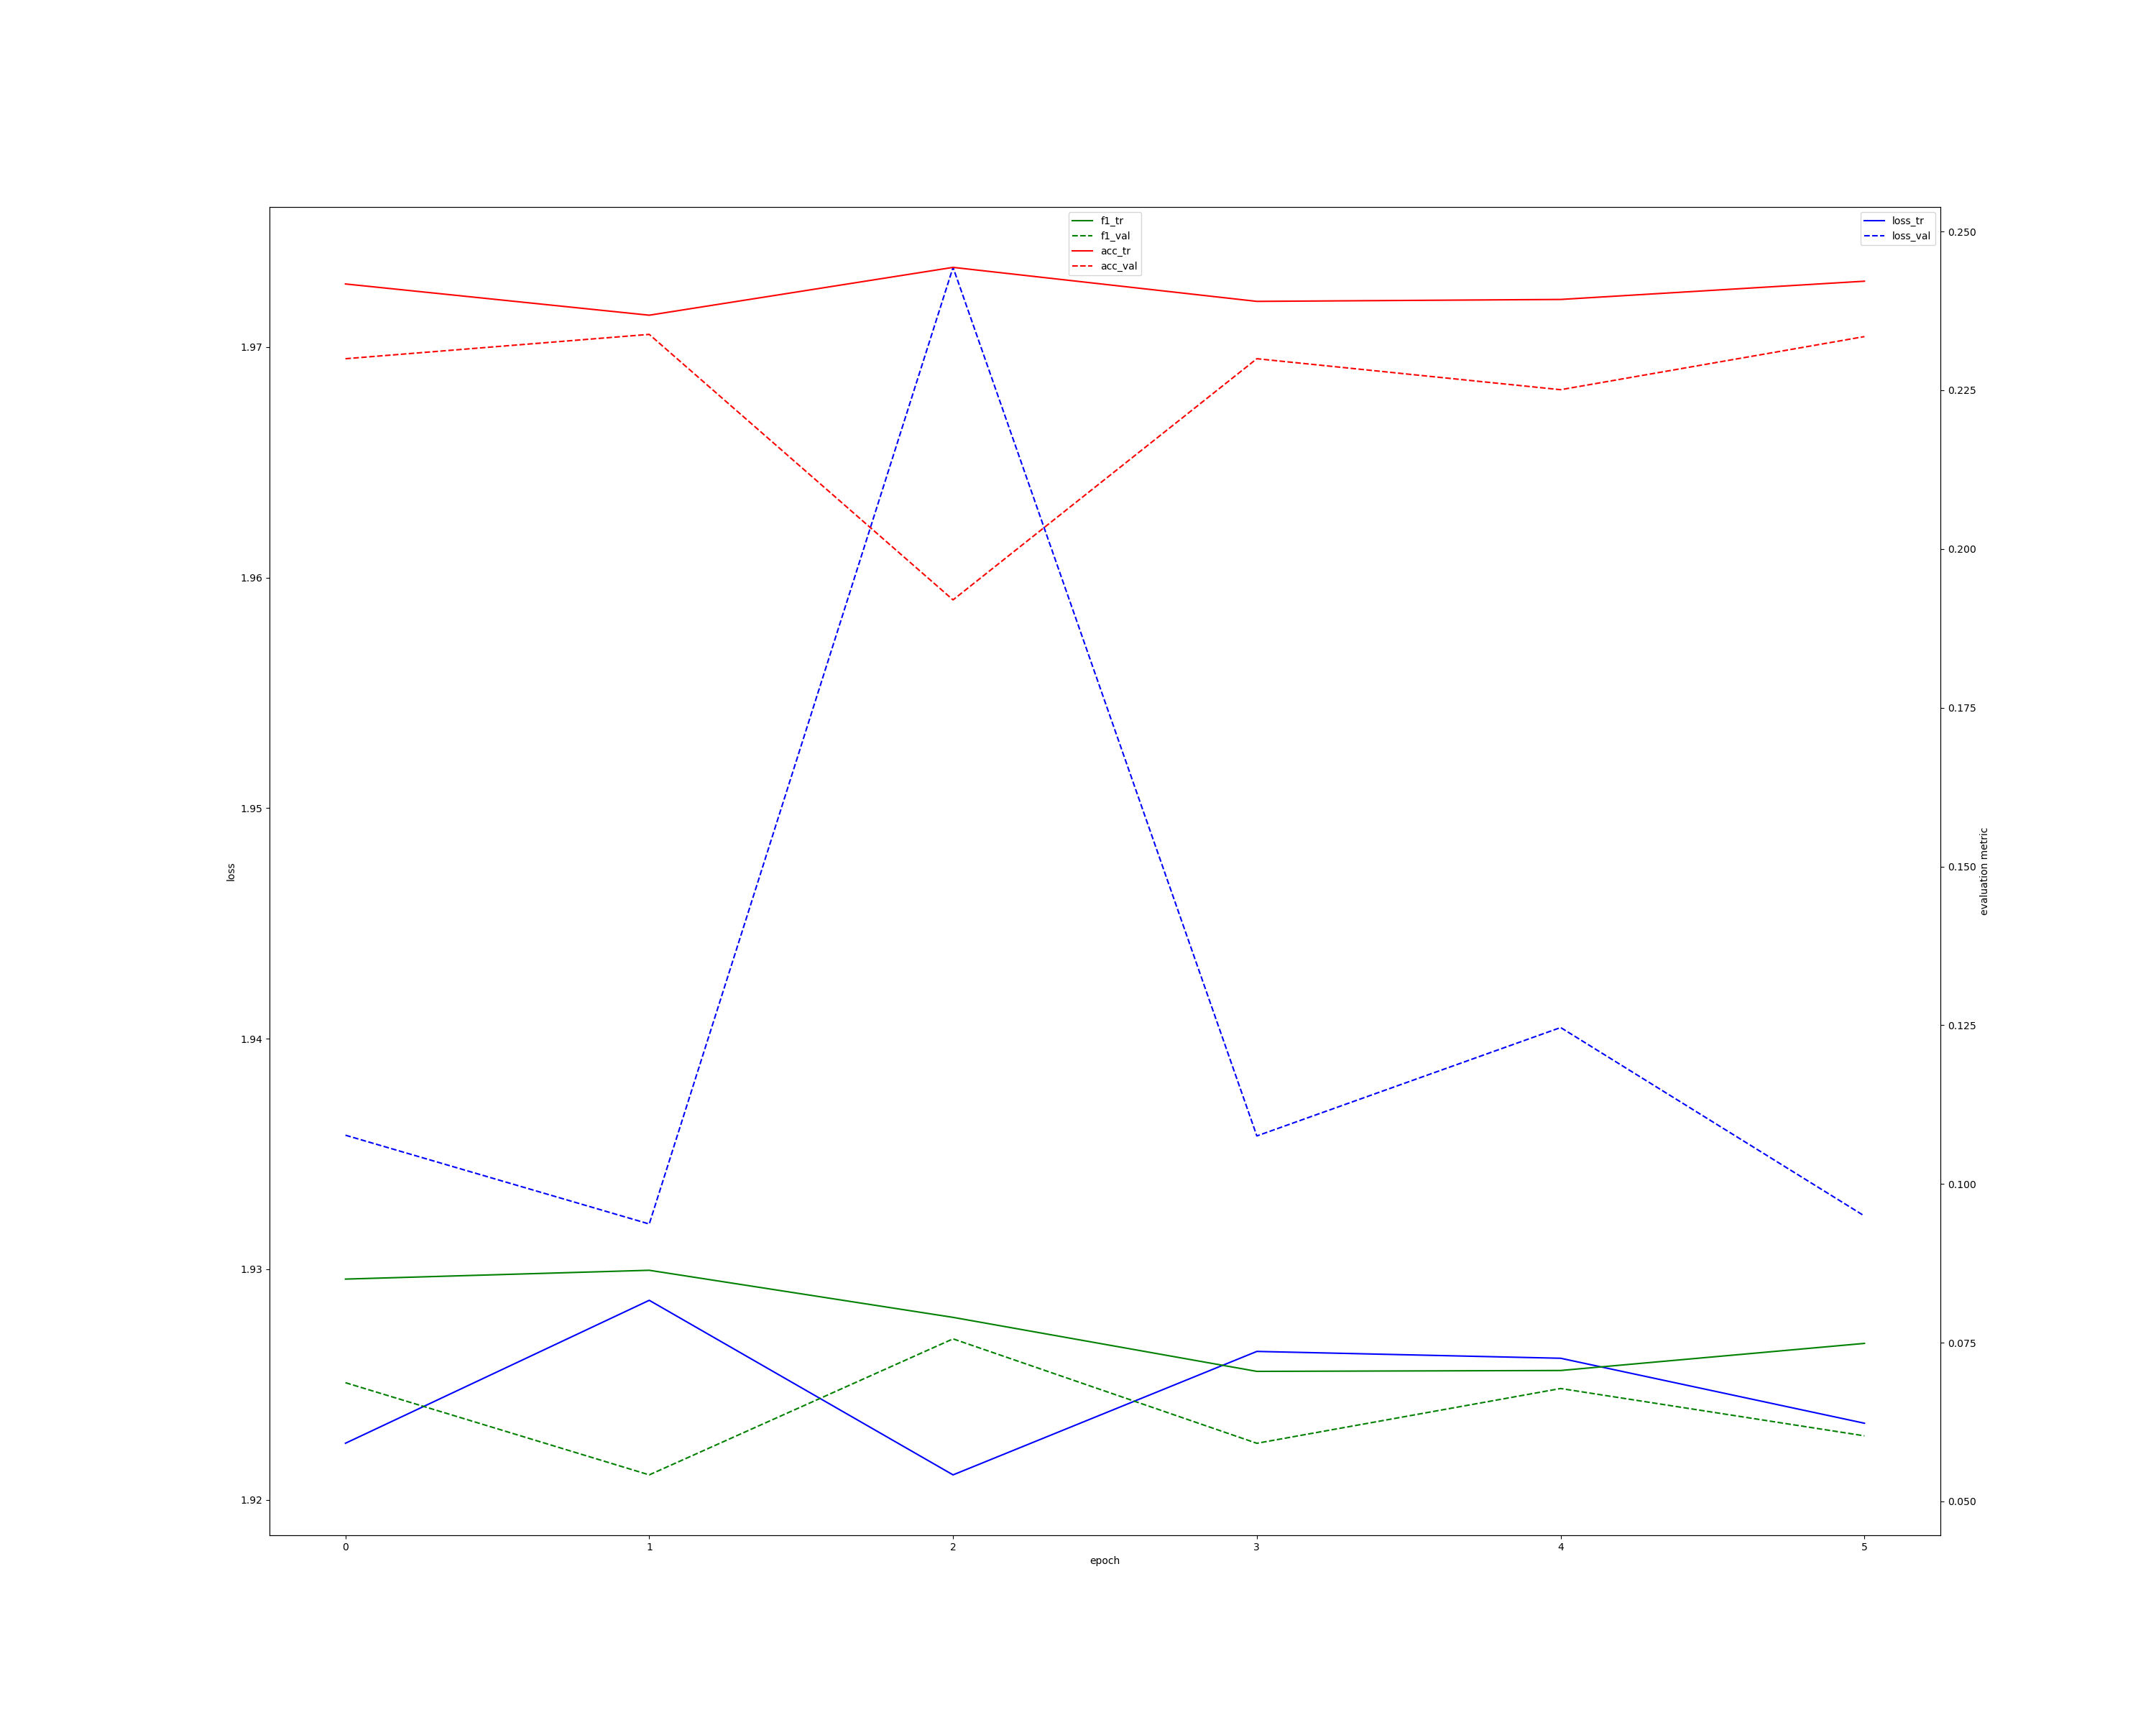 f1_tr
f1_val
acc_tr
acc_val
loss_tr
loss_val
1.97
1.96
1.95
1.94
1.93
1.92
loss
0.250
0.225
0.200
0.175
0.150
0.125
0.100
0.075
0.050
evaluation metric
0 1 2 3 4 5
epoch